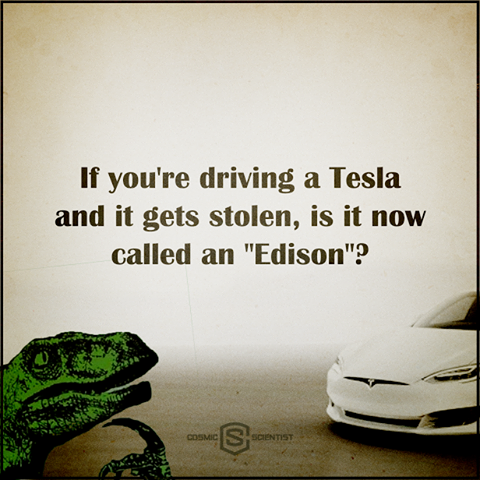 If you're driving a Tesla
and it gets stolen, is it now
called an "Edison"?
COSMIC S SCIENTIST